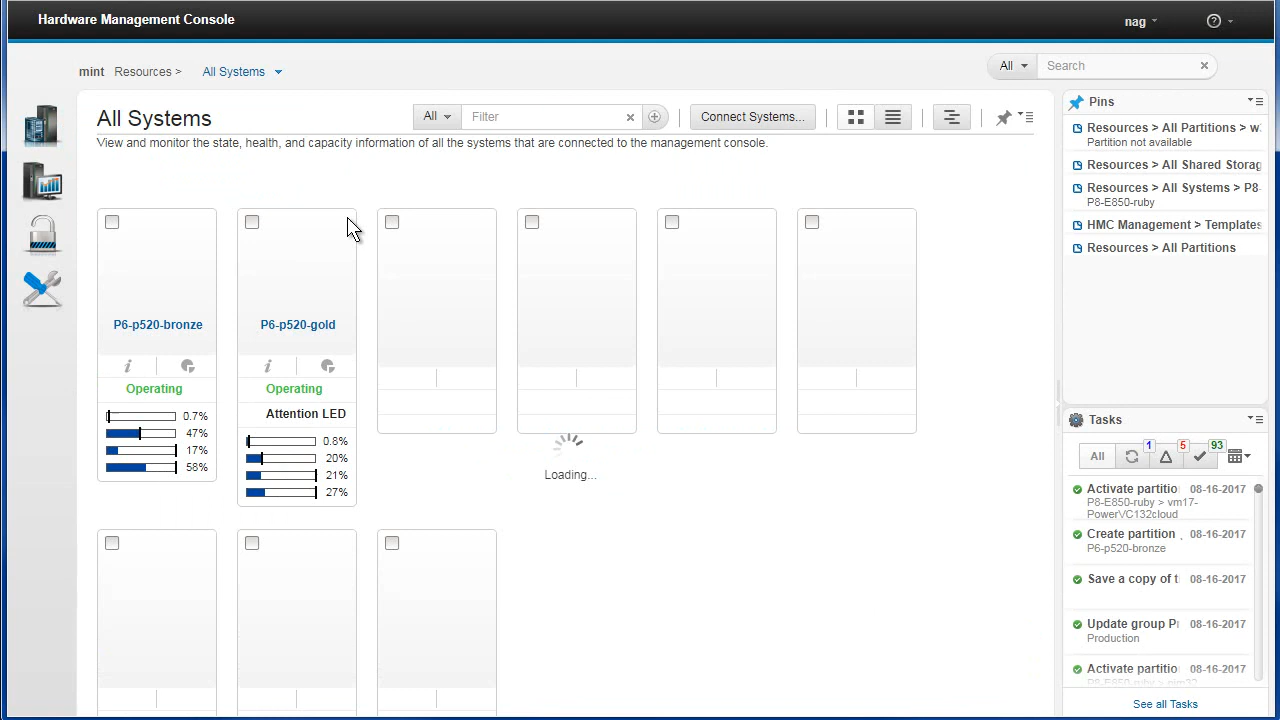 Hardware Management Console
nag
mint Resources > All Systems
All Search
All Systems
All Filter
Connect Systems...
View and monitor the state, health, and capacity information of all the systems that are connected to the management console.
P6-p520-bronze
Operating
0.7%
47%
17%
58%
P6-p520-gold
Operating
Attention LED
0.8%
20%
21%
27%
Loading...
Pins
Resources > All Partitions > w
Partition not available
Resources > All Shared Storag
Resources > All Systems > P8-
P8-E850-ruby
HMC Management > Templates
Resources > All Partitions
Tasks
All 1 5 93
Activate partitio 08-16-2017
P8-E850-ruby > vm17-
PowerVC132cloud
Create partition 08-16-2017
P6-p520-bronze
Save a copy of t 08-16-2017
Update group P 08-16-2017
Production
Activate partitio 08-16-2017
P8-E850-ruby > nim32
See all Tasks